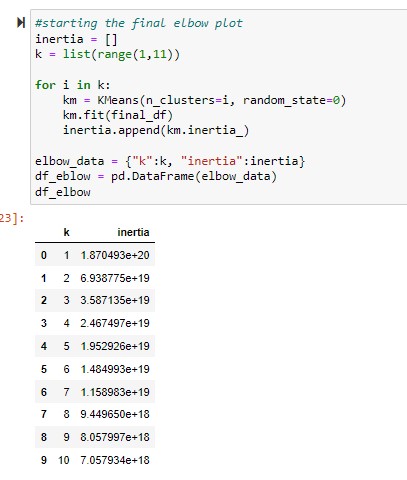 #starting the final elbow plot
inertia = []
k = list(range(1,11))
for i in k:
km = KMeans(n_clusters=i, random_state=0)
km.fit(final_df)
inertia.append(km.inertia_)
elbow_data = {"k":k, "inertia":inertia}
df_eblow = pd.DataFrame(elbow_data)
df_elbow
23]:
k inertia
0 1 1.870493e+20
1 2 6.938775e+19
2 3 3.587135e+19
3 4 2.467497e+19
4 5 1.952926e+19
5 6 1.484993e+19
6 7 1.158983e+19
7 8 9.449650e+18
8 9 8.057997e+18
9 10 7.057934e+18